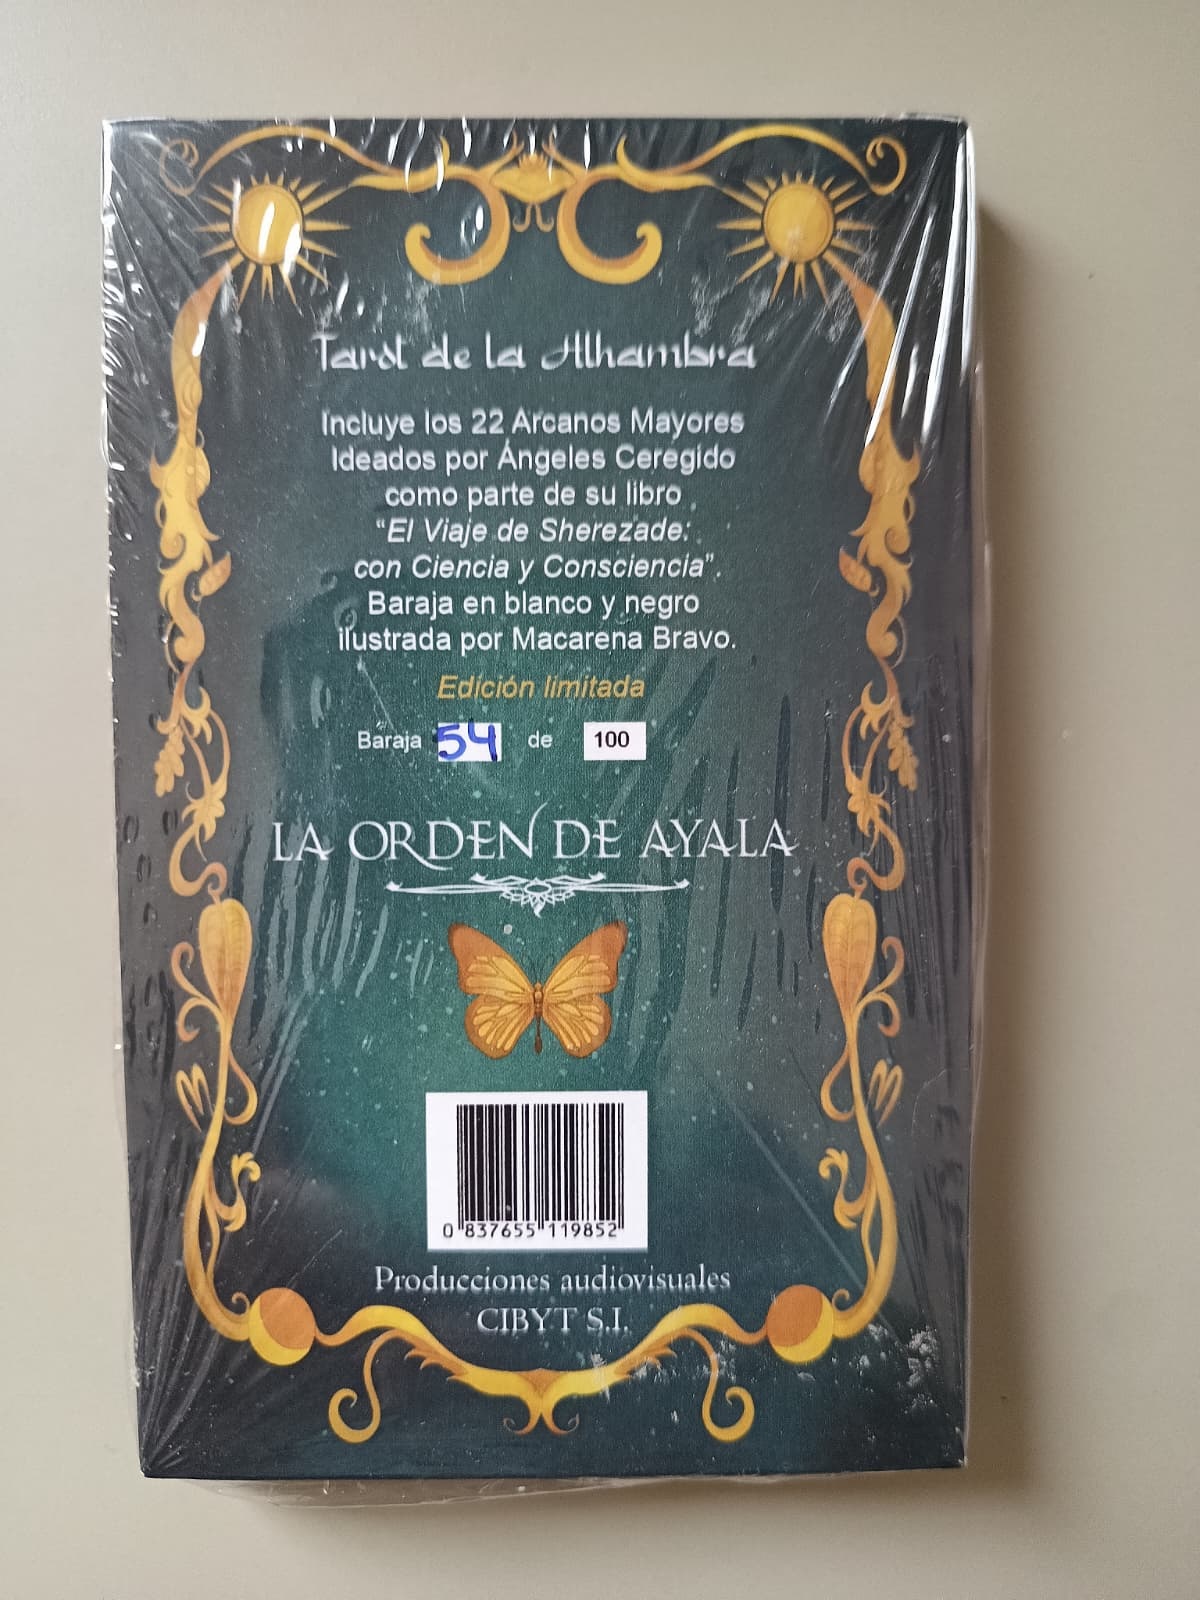 Tarot de la Alhambra
Incluye los 22 Arcanos Mayores
Ideados por Ángeles Ceregido
como parte de su libro
“El Viaje de Sherezade:
con Ciencia y Consciencia”.
Baraja en blanco y negro
ilustrada por Macarena Bravo.
Edición limitada
Baraja 54 de 100
LA ORDEN DE AYALA
0 837655 119852
Producciones audiovisuales
CIBYT S.I.